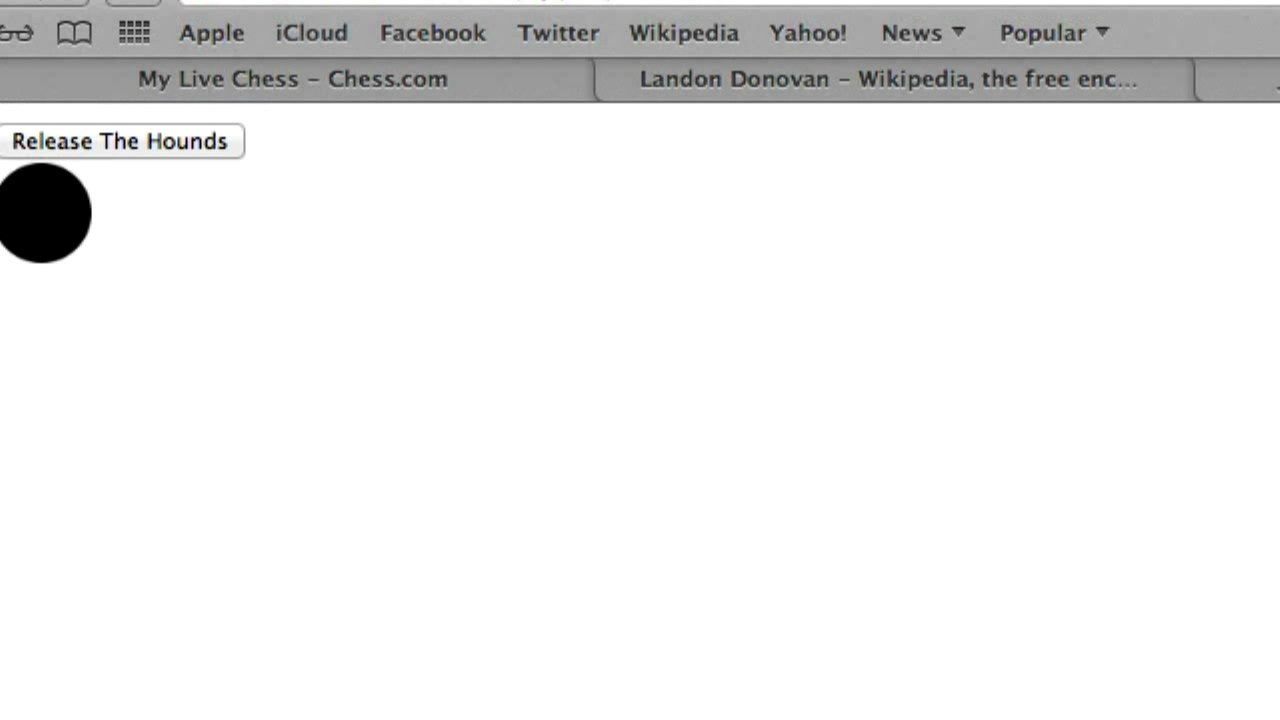 Apple iCloud Facebook Twitter Wikipedia Yahoo! News Popular
My Live Chess – Chess.com Landon Donovan – Wikipedia, the free enc...
Release The Hounds